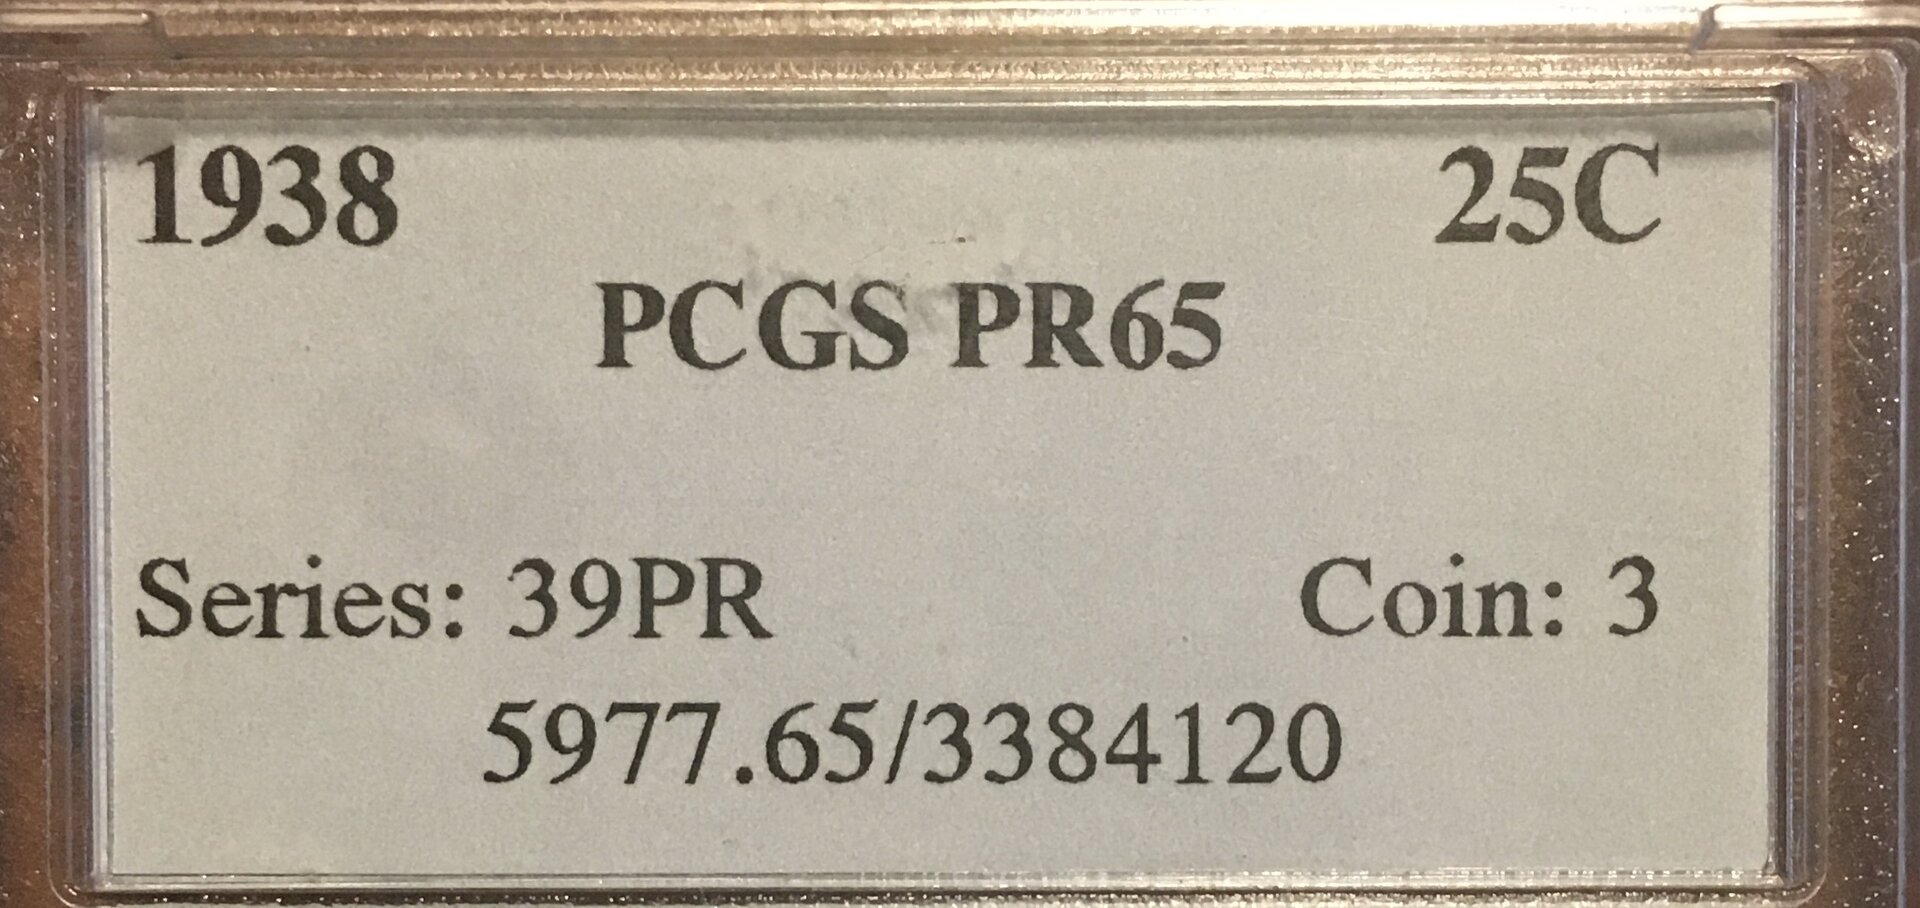 1938 25C
PCGS PR65
Series: 39PR Coin: 3
5977.65/3384120